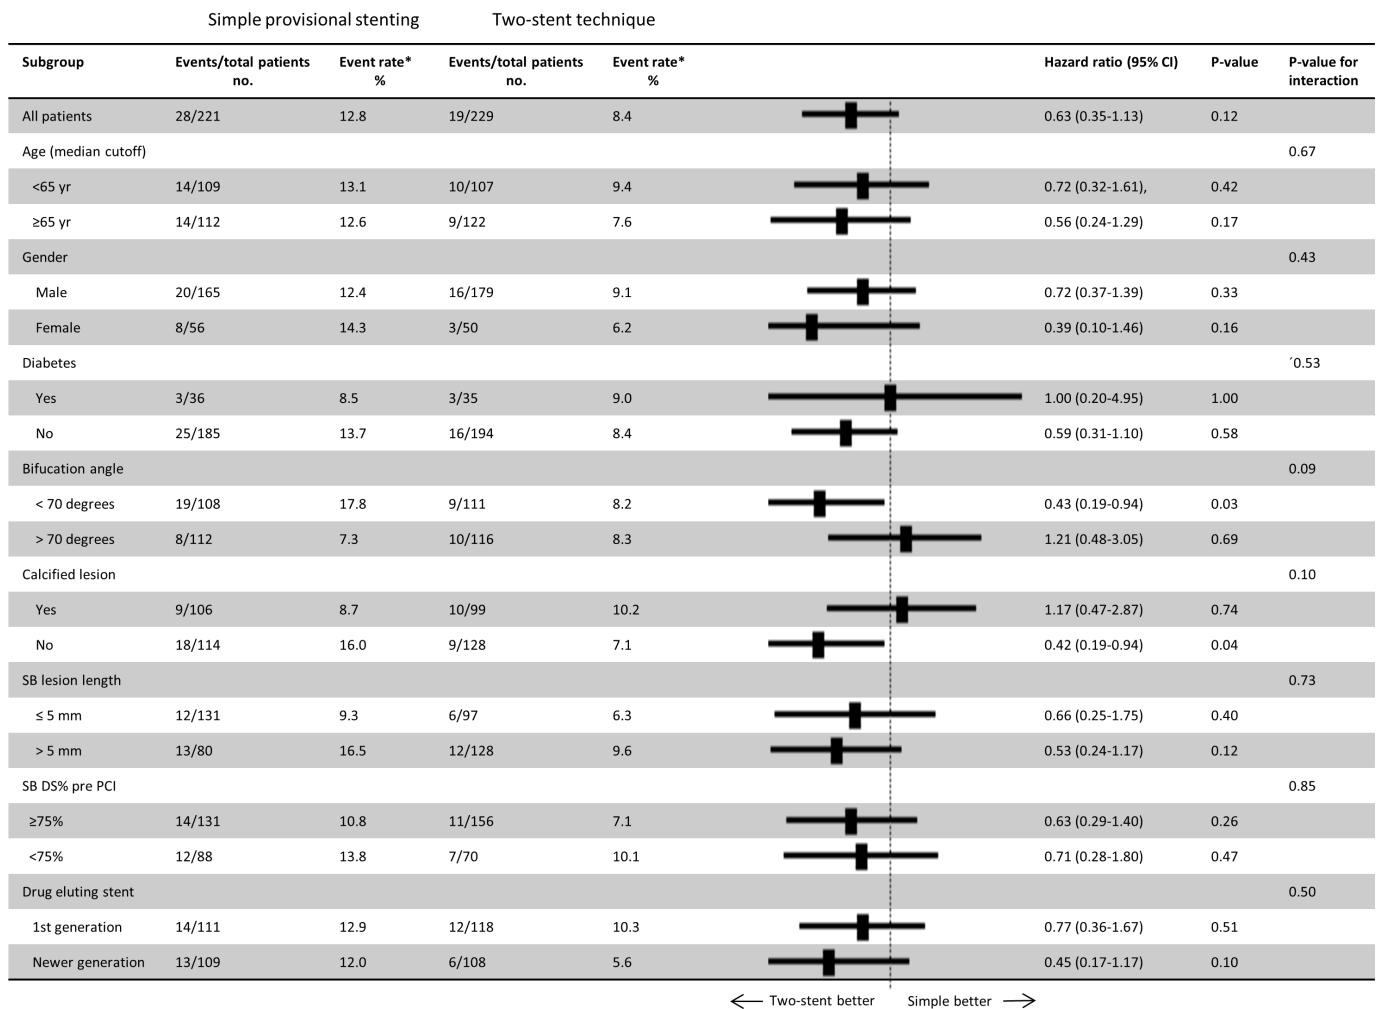 Simple provisional stenting Two-stent technique
Subgroup Events/total patients Event rate* Events/total patients Event rate* Hazard ratio (95% CI) P-value P-value for
no. % no. % interaction
All patients 28/221 12.8 19/229 8.4 0.63 (0.35-1.13) 0.12
Age (median cutoff) 0.67
<65 yr 14/109 13.1 10/107 9.4 0.72 (0.32-1.61), 0.42
≥65 yr 14/112 12.6 9/122 7.6 0.56 (0.24-1.29) 0.17
Gender 0.43
Male 20/165 12.4 16/179 9.1 0.72 (0.37-1.39) 0.33
Female 8/56 14.3 3/50 6.2 0.39 (0.10-1.46) 0.16
Diabetes ´0.53
Yes 3/36 8.5 3/35 9.0 1.00 (0.20-4.95) 1.00
No 25/185 13.7 16/194 8.4 0.59 (0.31-1.10) 0.58
Bifucation angle 0.09
< 70 degrees 19/108 17.8 9/111 8.2 0.43 (0.19-0.94) 0.03
> 70 degrees 8/112 7.3 10/116 8.3 1.21 (0.48-3.05) 0.69
Calcified lesion 0.10
Yes 9/106 8.7 10/99 10.2 1.17 (0.47-2.87) 0.74
No 18/114 16.0 9/128 7.1 0.42 (0.19-0.94) 0.04
SB lesion length 0.73
≤ 5 mm 12/131 9.3 6/97 6.3 0.66 (0.25-1.75) 0.40
> 5 mm 13/80 16.5 12/128 9.6 0.53 (0.24-1.17) 0.12
SB DS% pre PCI 0.85
≥75% 14/131 10.8 11/156 7.1 0.63 (0.29-1.40) 0.26
<75% 12/88 13.8 7/70 10.1 0.71 (0.28-1.80) 0.47
Drug eluting stent 0.50
1st generation 14/111 12.9 12/118 10.3 0.77 (0.36-1.67) 0.51
Newer generation 13/109 12.0 6/108 5.6 0.45 (0.17-1.17) 0.10
Two-stent better Simple better